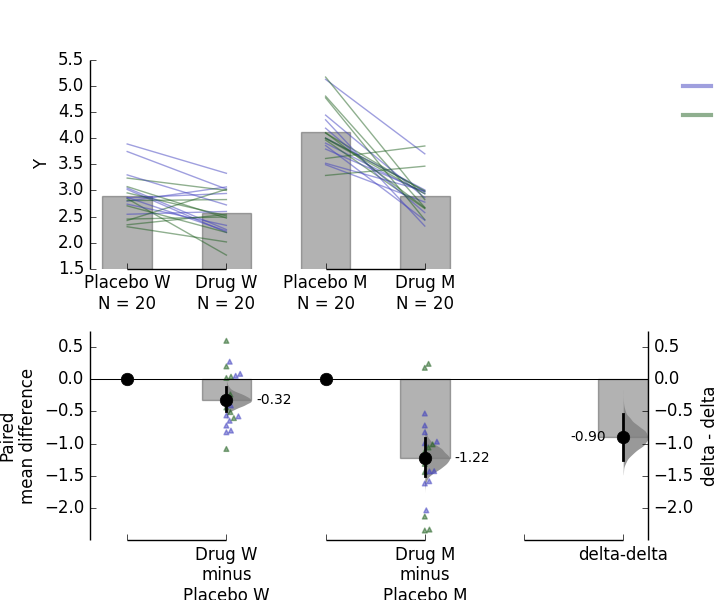 5.5
5.0
4.5
4.0
3.5
3.0
2.5
2.0
1.5
Y
Placebo W
N = 20
Drug W
N = 20
Placebo M
N = 20
Drug M
N = 20
0.5
0.0
−0.5
−1.0
−1.5
−2.0
Paired
mean difference
-0.32
-1.22
-0.90
0.5
0.0
−0.5
−1.0
−1.5
−2.0
delta - delta
Drug W
minus
Placebo W
Drug M
minus
Placebo M
delta-delta